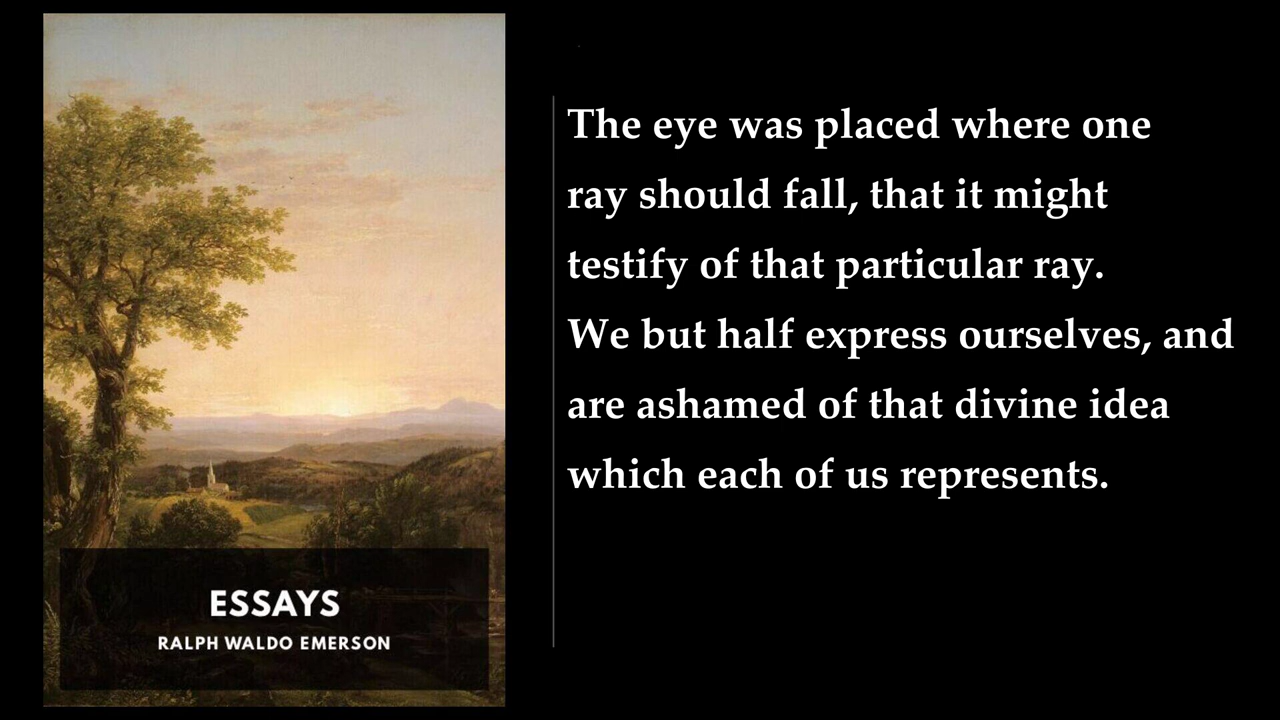 ESSAYS
RALPH WALDO EMERSON
The eye was placed where one
ray should fall, that it might
testify of that particular ray.
We but half express ourselves, and
are ashamed of that divine idea
which each of us represents.